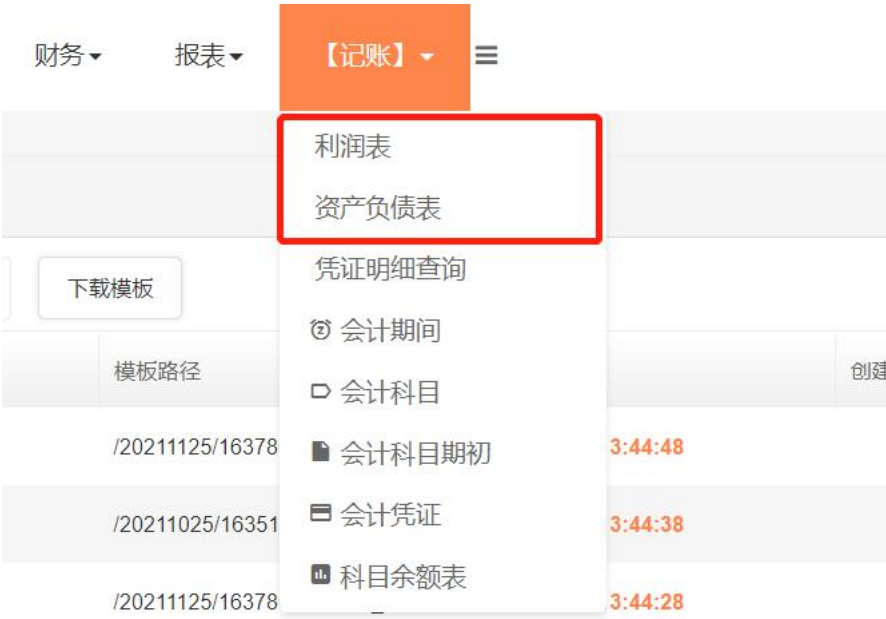 财务 报表 【记账】
利润表
资产负债表
凭证明细查询
下载模板
会计期间
模板路径 创建
会计科目
/20211125/16378 3:44:48
会计科目期初
/20211025/16351 3:44:38
会计凭证
/20211125/16378 3:44:28
科目余额表